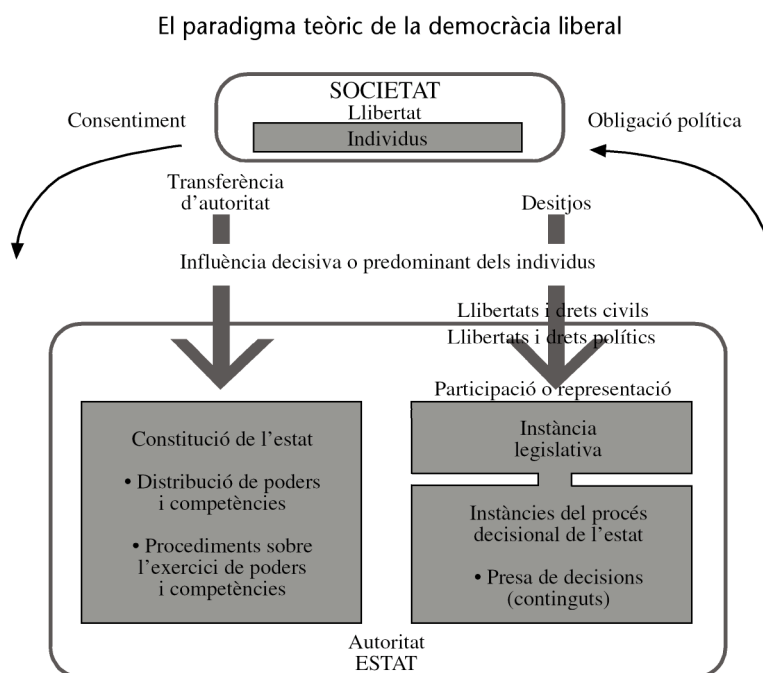 El paradigma teòric de la democràcia liberal
SOCIETAT
Llibertat
Individus
Consentiment
Obligació política
Transferència
d'autoritat
Desitjos
Influència decisiva o predominant dels individus
Llibertats i drets civils
Llibertats i drets polítics
Participació o representació
Constitució de l'estat
• Distribució de poders
i competències
• Procediments sobre
l'exercici de poders
i competències
Instància
legislativa
Instàncies del procés
decisional de l'estat
• Presa de decisions
(continguts)
Autoritat
ESTAT